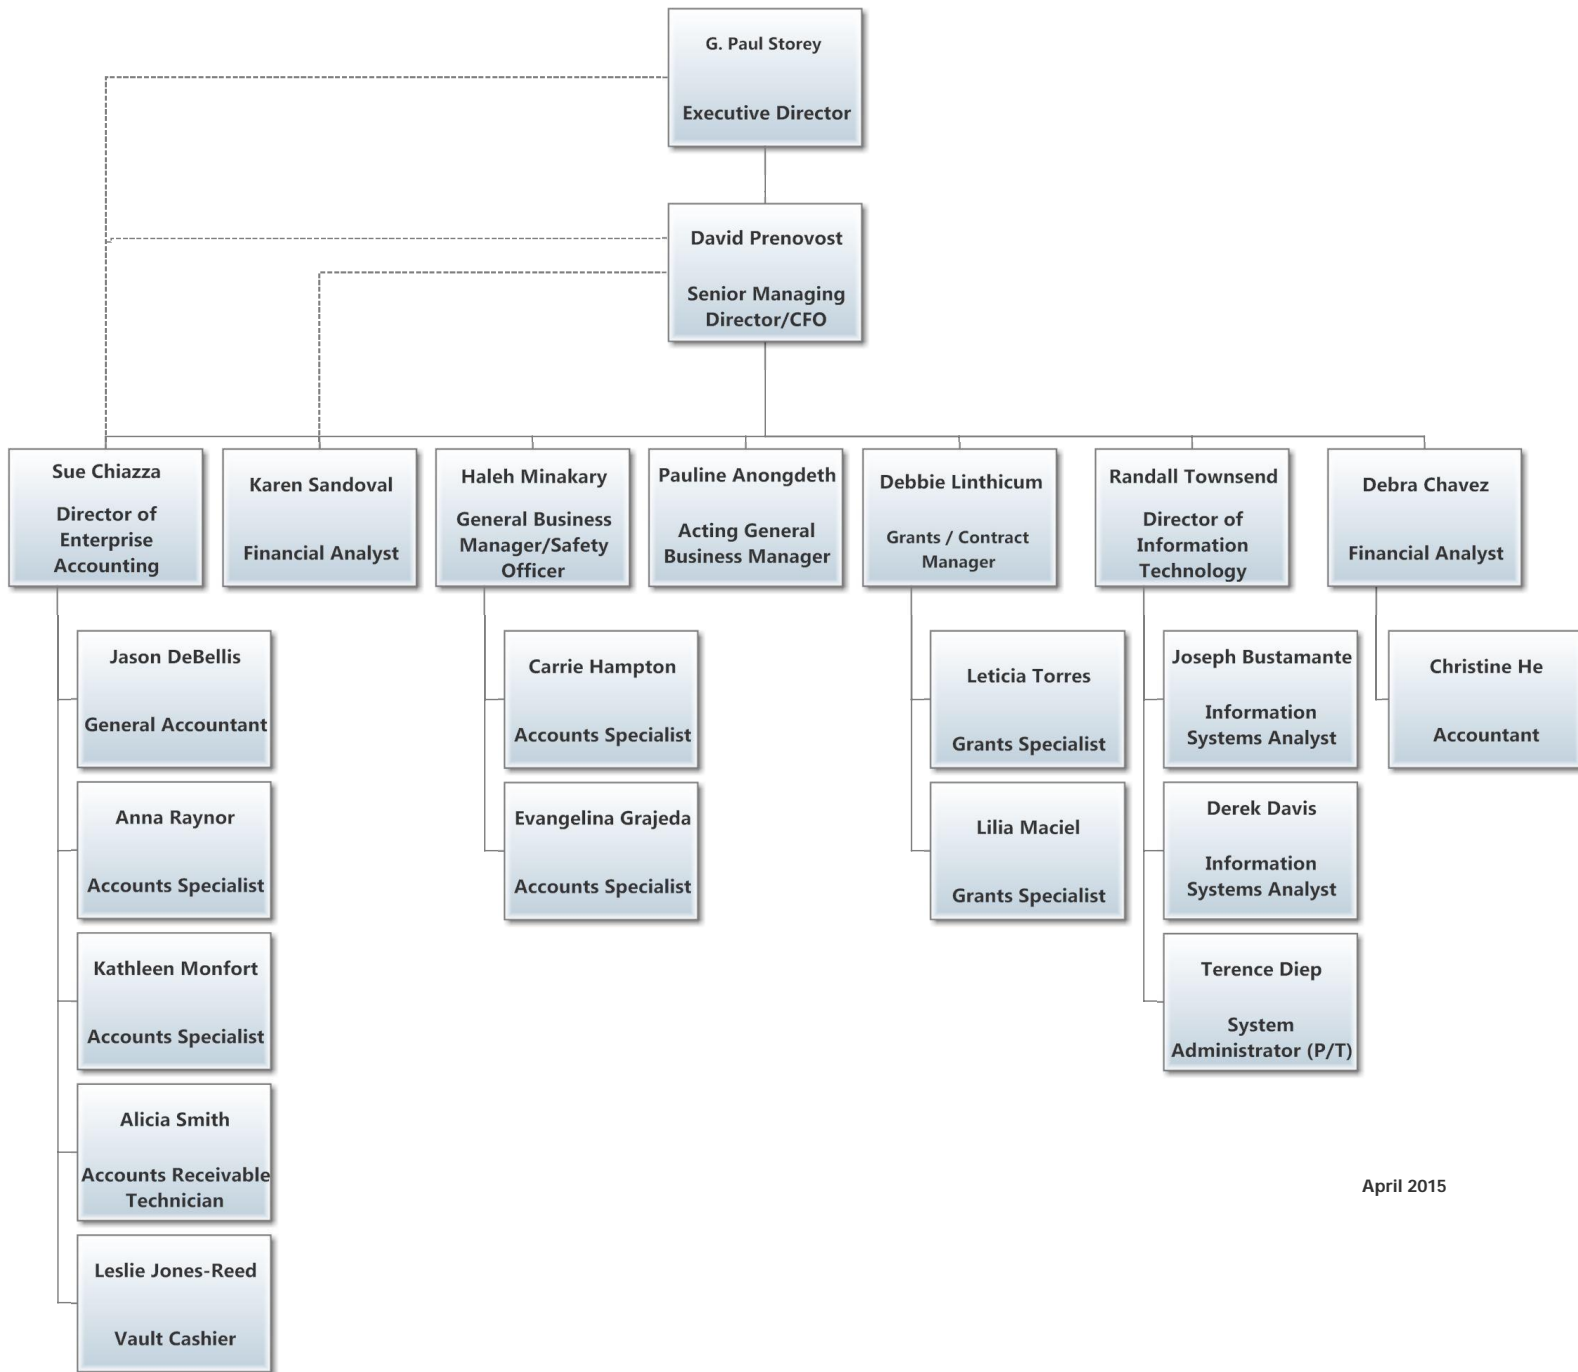 G. Paul Storey
Executive Director
David Prenovost
Senior Managing
Director/CFO
Sue Chiazza
Director of
Enterprise
Accounting
Karen Sandoval
Financial Analyst
Haleh Minakary
General Business
Manager/Safety
Officer
Pauline Anongdeth
Acting General
Business Manager
Debbie Linthicum
Grants / Contract
Manager
Randall Townsend
Director of
Information
Technology
Debra Chavez
Financial Analyst
Jason DeBellis
General Accountant
Anna Raynor
Accounts Specialist
Kathleen Monfort
Accounts Specialist
Alicia Smith
Accounts Receivable
Technician
Leslie Jones-Reed
Vault Cashier
Carrie Hampton
Accounts Specialist
Evangelina Grajeda
Accounts Specialist
Leticia Torres
Grants Specialist
Lilia Maciel
Grants Specialist
Joseph Bustamante
Information
Systems Analyst
Derek Davis
Information
Systems Analyst
Terence Diep
System
Administrator (P/T)
Christine He
Accountant
April 2015